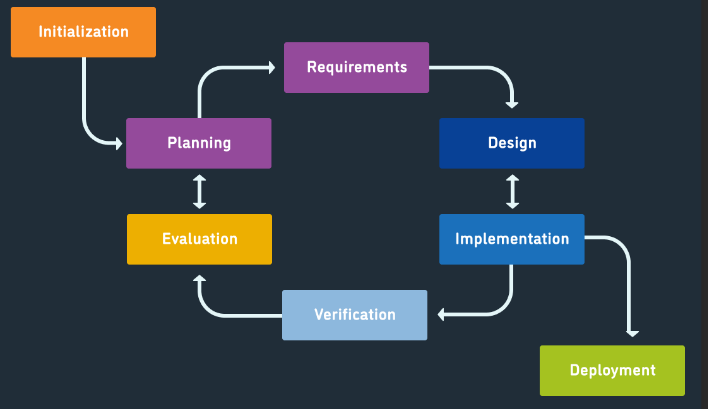 Initialization
Requirements
Planning
Design
Evaluation
Implementation
Verification
Deployment